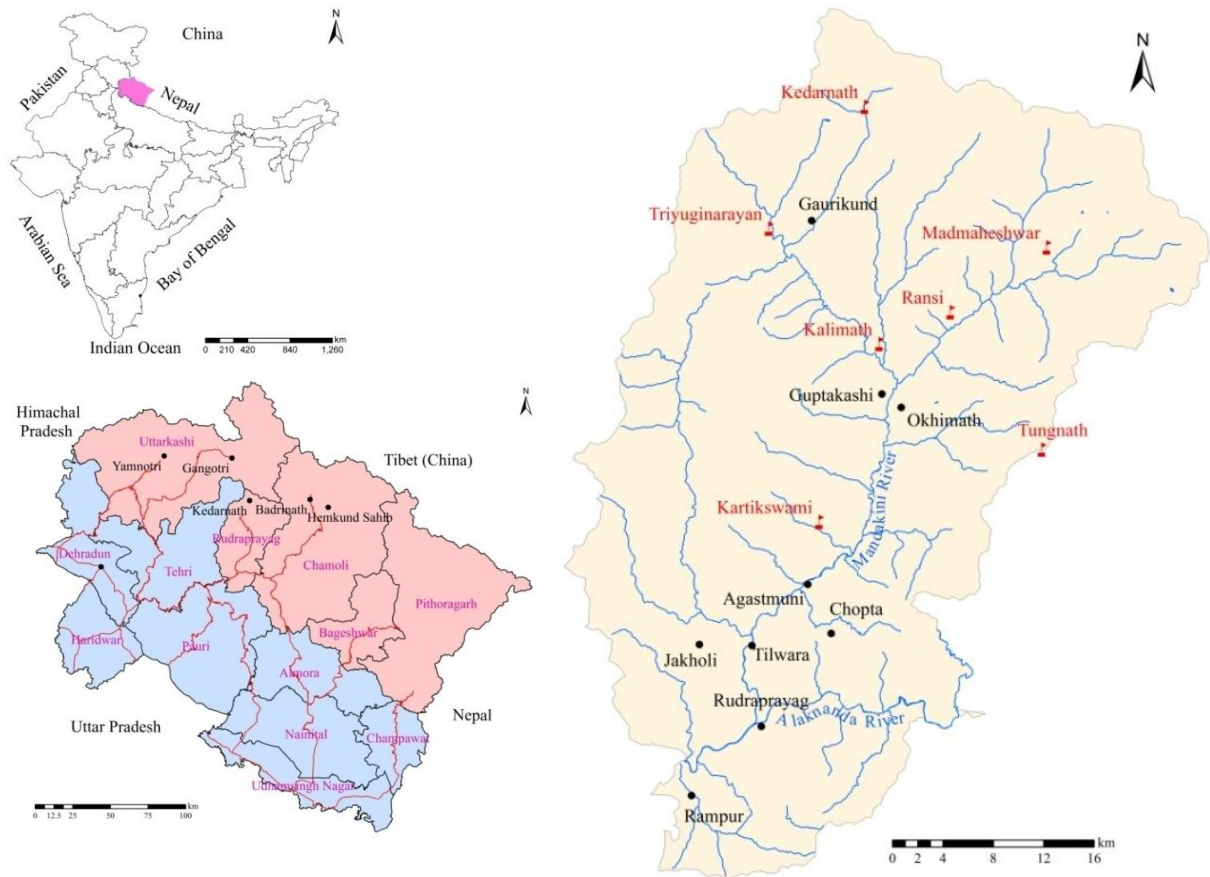 China
N
Pakistan
Nepal
Arabian Sea
Bay of Bengal
Indian Ocean
0 210 420 840 1,260
km
N
Himachal
Pradesh
Uttarkashi
Yamnotri
Gangotri
Tibet (China)
Kedarnath
Badrinath
Hemkund Sahib
Rudraprayag
Dehradun
Tehri
Chamoli
Pithoragarh
Haridwar
Pauri
Bageshwar
Almora
Uttar Pradesh
Nepal
Nainital
Champawat
Udhamsingh Nagar
0 12.5 25 50 75 100
km
N
Kedarnath
Gaurikund
Triyuginarayan
Madmaheshwar
Ransi
Kalimath
Guptakashi
Okhimath
Tungnath
Mandakini River
Kartikswami
Agastmuni
Chopta
Jakholi
Tilwara
Rudraprayag
Alaknanda River
Rampur
km
0 2 4 8 12 16